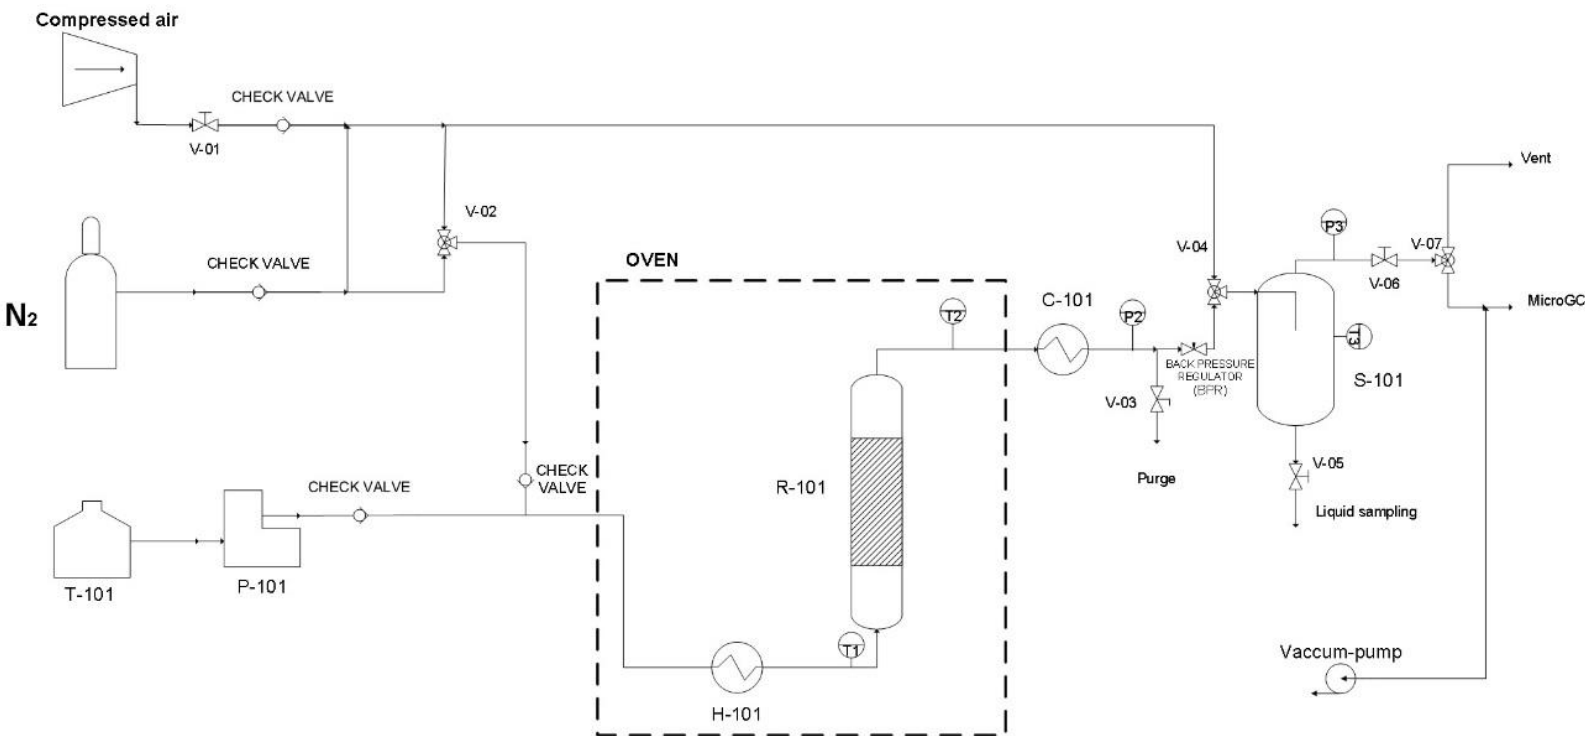 Compressed air
CHECK VALVE
V-01
Vent
V-02
P3
V-07
V-04
CHECK VALVE
OVEN
V-06
N2
C-101
MicroGC
T2
P2
T3
BACK PRESSURE
REGULATOR
(BPR)
S-101
V-03
V-05
CHECK
VALVE
Purge
CHECK VALVE
R-101
Liquid sampling
P-101
T-101
T1
Vaccum-pump
H-101